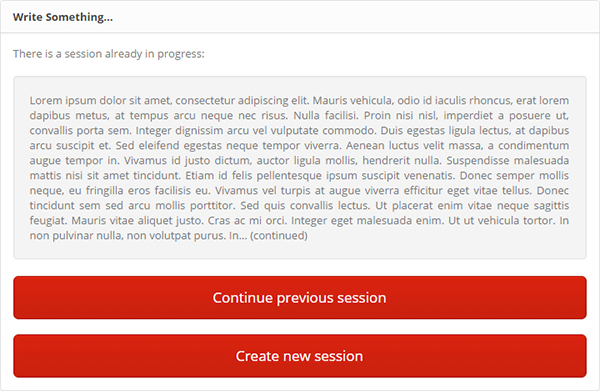 Write Something...
There is a session already in progress:
Lorem ipsum dolor sit amet, consectetur adipiscing elit. Mauris vehicula, odio id iaculis rhoncus, erat lorem
dapibus metus, at tempus arcu neque nec risus. Nulla facilisi. Proin nisi nisl, imperdiet a posuere ut,
convallis porta sem. Integer dignissim arcu vel vulputate commodo. Duis egestas ligula lectus, at dapibus
arcu suscipit et. Sed eleifend egestas neque tempor viverra. Aenean luctus velit massa, a condimentum
augue tempor in. Vivamus id justo dictum, auctor ligula mollis, hendrerit nulla. Suspendisse malesuada
mattis nisi sit amet tincidunt. Etiam id felis pellentesque ipsum suscipit venenatis. Donec semper mollis
neque, eu fringilla eros facilisis eu. Vivamus vel turpis at augue viverra efficitur eget vitae tellus. Donec
tincidunt sem sed arcu mollis porttitor. Sed quis convallis lectus. Ut placerat enim vitae neque sagittis
feugiat. Mauris vitae aliquet justo. Cras ac mi orci. Integer eget malesuada enim. Ut ut vehicula tortor. In
non pulvinar nulla, non volutpat purus. In... (continued)
Continue previous session
Create new session